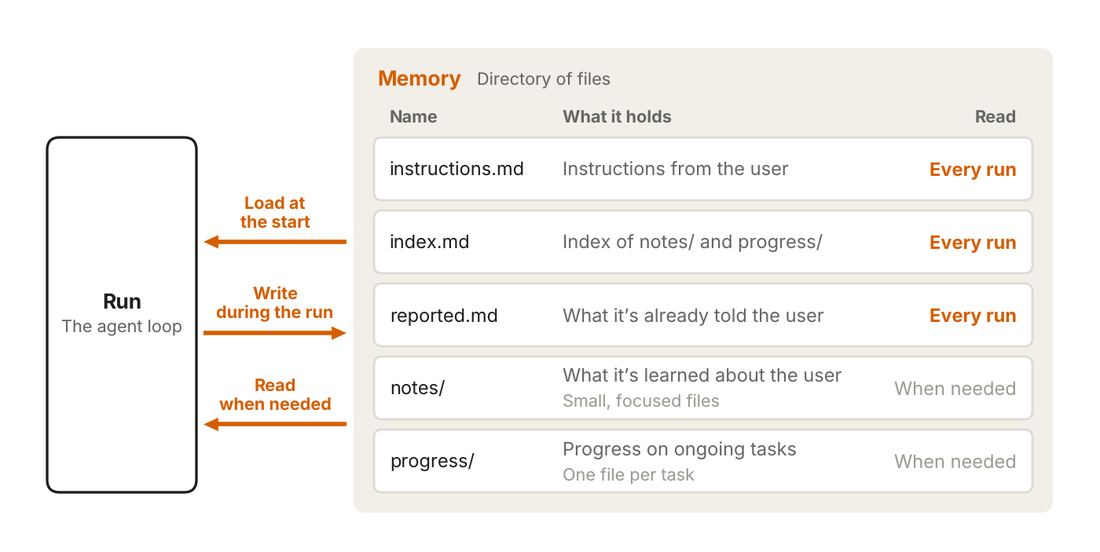 Memory Directory of files
Name What it holds Read
instructions.md Instructions from the user Every run
Load at
the start
index.md Index of notes/ and progress/ Every run
Run
The agent loop
Write
during the run
reported.md What it’s already told the user Every run
Read
when needed
notes/ What it’s learned about the user When needed
Small, focused files
progress/ Progress on ongoing tasks When needed
One file per task